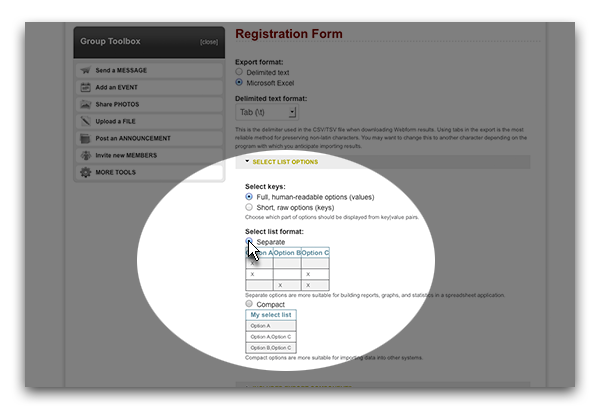 Group Toolbox
[close]
Send a MESSAGE
Add an EVENT
Share PHOTOS
Upload a FILE
Post an ANNOUNCEMENT
Invite new MEMBERS
MORE TOOLS
Registration Form
Export format:
Delimited text
Microsoft Excel
Delimited text format:
Tab (\t)
This is the delimiter used in the CSV/TSV file when downloading Webform results. Using tabs in the export is the most
reliable method for preserving non-latin characters. You may want to change this to another character depending on the
program with which you anticipate importing results.
SELECT LIST OPTIONS
Select keys:
Full, human-readable options (values)
Short, raw options (keys)
Choose which part of options should be displayed from key|value pairs.
Select list format:
Separate
A Option B Option C
X X
X X
Separate options are more suitable for building reports, graphs, and statistics in a spreadsheet application.
Compact
My select list
Option A
Option A,Option C
Option B,Option C
Compact options are more suitable for importing data into other systems.